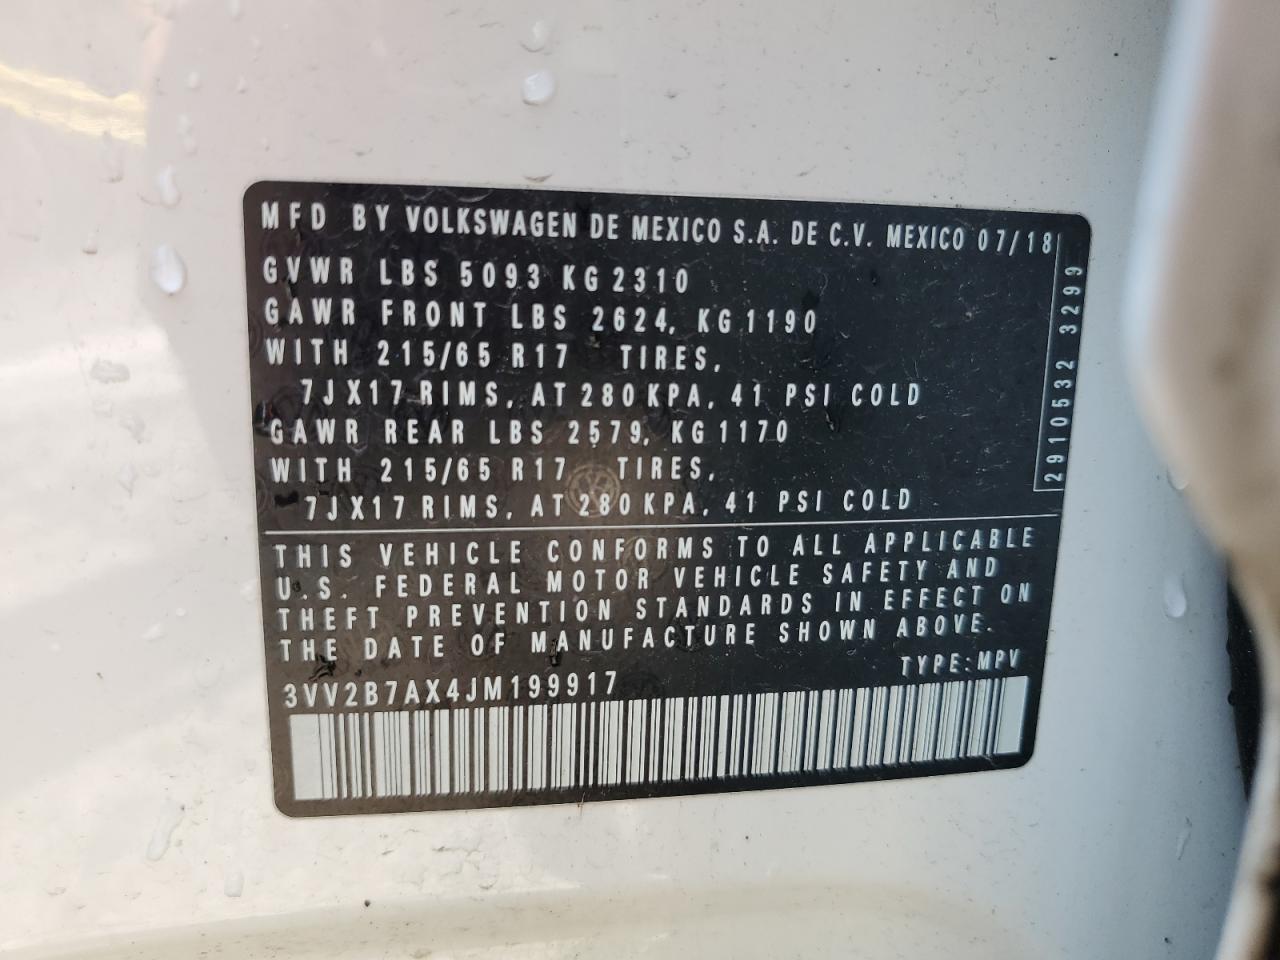 MFD BY VOLKSWAGEN DE MEXICO S.A. DE C.V. MEXICO 07/18
GVWR LBS 5093 KG 2310
GAWR FRONT LBS 2624, KG 1190
WITH 215/65 R17 TIRES,
7JX17 RIMS, AT 280 KPA, 41 PSI COLD
GAWR REAR LBS 2579, KG 1170
WITH 215/65 R17 TIRES,
7JX17 RIMS, AT 280 KPA, 41 PSI COLD
2910532 3299
THIS VEHICLE CONFORMS TO ALL APPLICABLE
U.S. FEDERAL MOTOR VEHICLE SAFETY AND
THEFT PREVENTION STANDARDS IN EFFECT ON
THE DATE OF MANUFACTURE SHOWN ABOVE.
TYPE: MPV
3VV2B7AX4JM199917